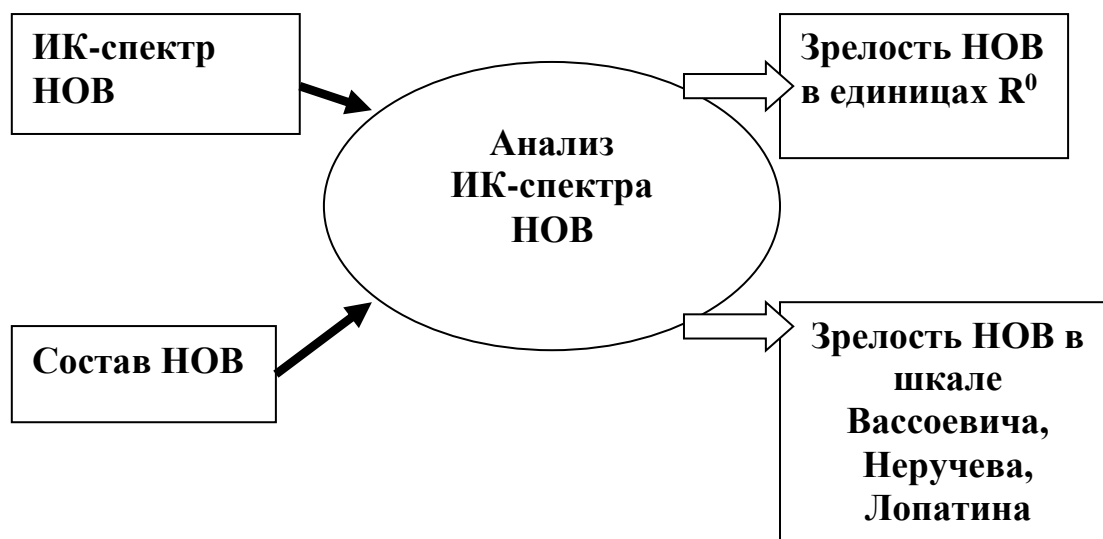 ИК-спектр
НОВ
Зрелость НОВ
в единицах R⁰
Анализ
ИК-спектра
НОВ
Состав НОВ
Зрелость НОВ в
шкале
Вассоевича,
Неручева,
Лопатина